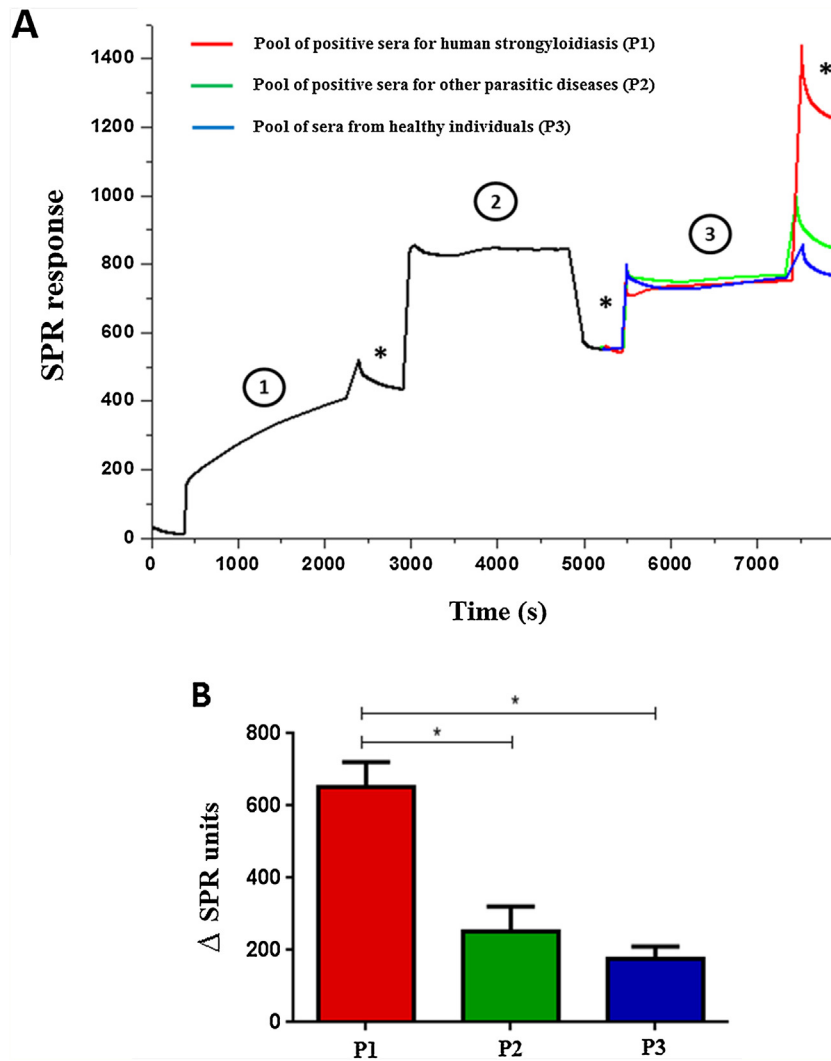 A
Pool of positive sera for human strongyloidiasis (P1)
Pool of positive sera for other parasitic diseases (P2)
Pool of sera from healthy individuals (P3)
SPR response
1400
1200
1000
800
600
400
200
0
1
*
2
*
3
*
0 1000 2000 3000 4000 5000 6000 7000
Time (s)
B
*
*
Δ SPR units
800
600
400
200
0
P1 P2 P3